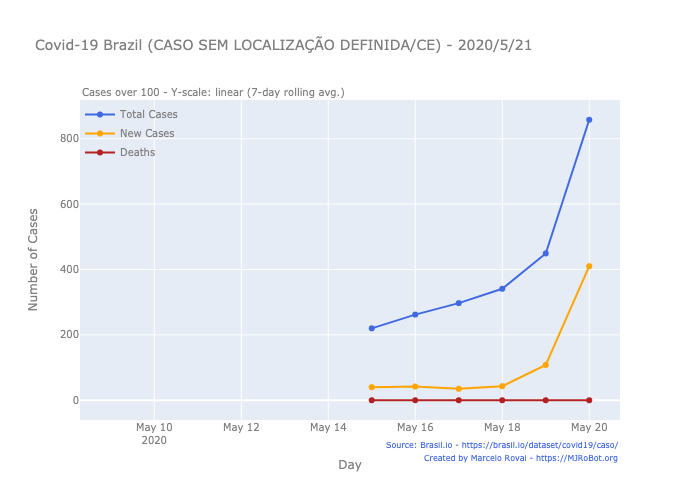 Covid-19 Brazil (CASO SEM LOCALIZAÇÃO DEFINIDA/CE) - 2020/5/21
Cases over 100 - Y-scale: linear (7-day rolling avg.)
Total Cases
New Cases
Deaths
800
600
400
200
0
Number of Cases
May 10
2020
May 12
May 14
May 16
May 18
May 20
Day
Source: Brasil.io - https://brasil.io/dataset/covid19/caso/
Created by Marcelo Rovai - https://MJRoBot.org